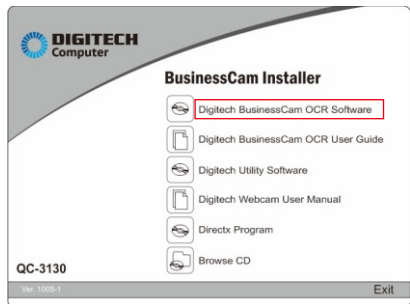 DIGITECH
Computer
BusinessCam Installer
Digitech BusinessCam OCR Software
Digitech BusinessCam OCR User Guide
Digitech Utility Software
Digitech Webcam User Manual
Directx Program
Browse CD
QC-3130
Ver. 1005-1
Exit